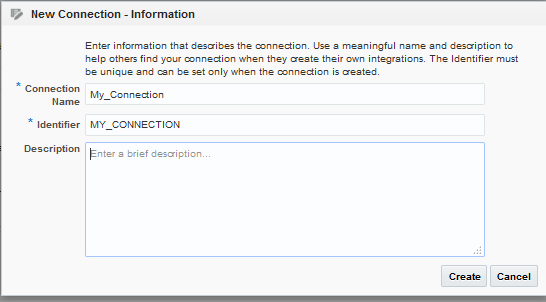 New Connection - Information
Enter information that describes the connection. Use a meaningful name and description to
help others find your connection when they create their own integrations. The Identifier must
be unique and can be set only when the connection is created.
* Connection
Name
My_Connection
* Identifier
MY_CONNECTION
Description
Enter a brief description...
Create
Cancel